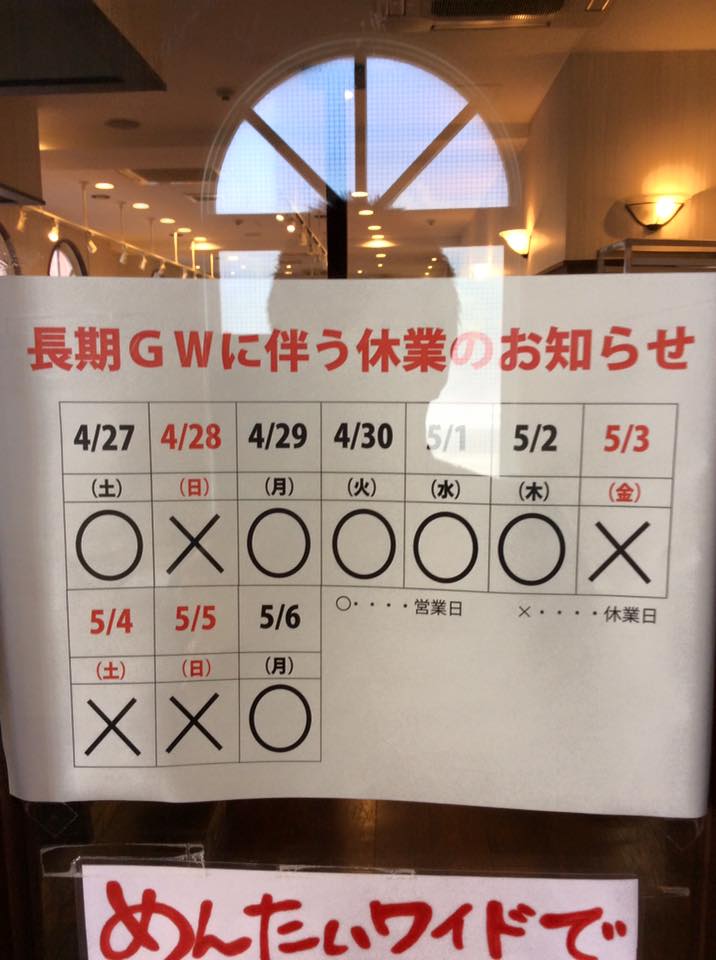 長期GWに伴う休業のお知らせ
4/27 4/28 4/29 4/30 5/1 5/2 5/3
(土) (日) (月) (火) (水) (木) (金)
○ × ○ ○ ○ ○ ×
5/4 5/5 5/6
(土) (日) (月)
× × ○
○・・・・営業日 ×・・・・休業日
めんたいワイドで